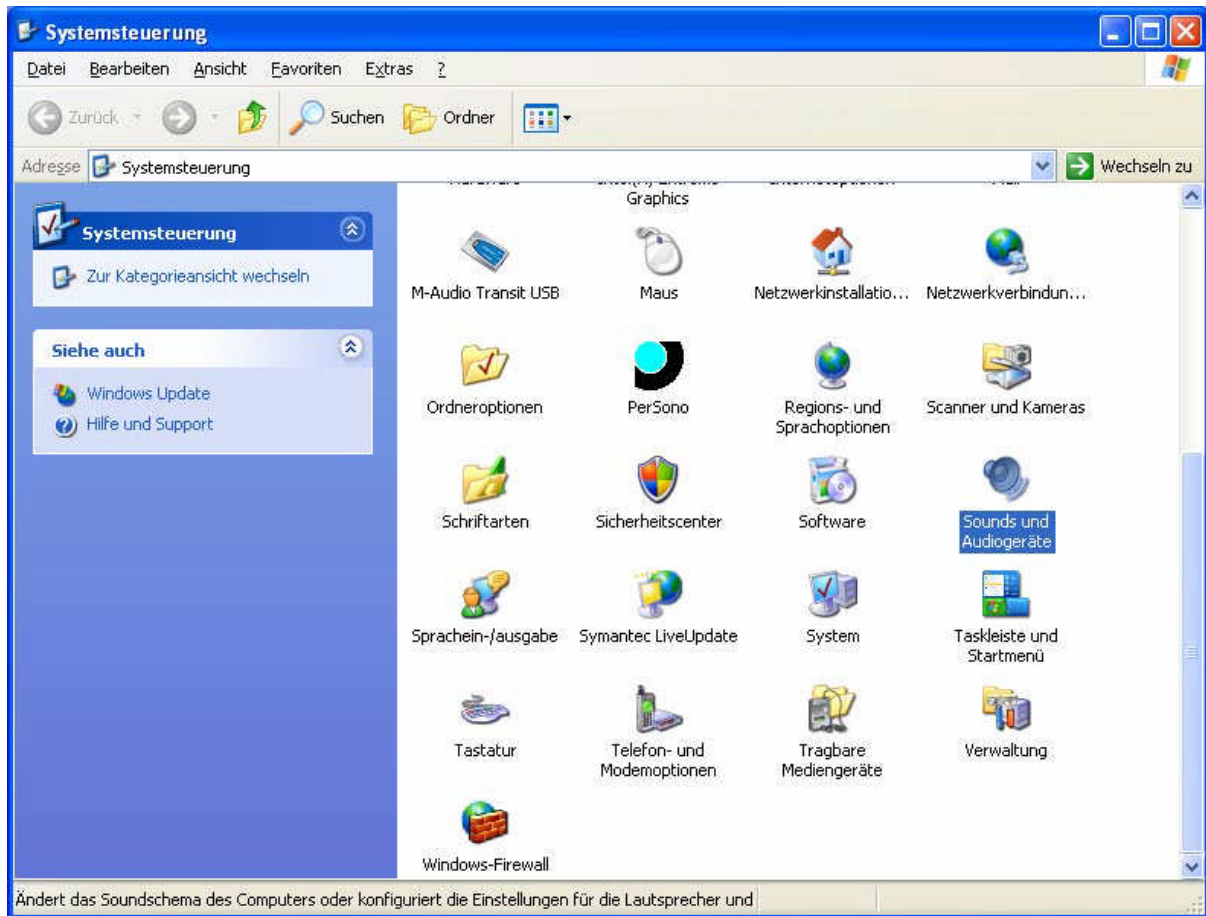 Systemsteuerung
Datei Bearbeiten Ansicht Favoriten Extras ?
Zurück Suchen Ordner
Adresse Systemsteuerung Wechseln zu
Graphics
Systemsteuerung
Zur Kategorieansicht wechseln
Siehe auch
Windows Update
Hilfe und Support
M-Audio Transit USB
Maus
Netzwerkinstallatio...
Netzwerkverbindun...
Ordneroptionen
PerSono
Regions- und
Sprachoptionen
Scanner und Kameras
Schriftarten
Sicherheitscenter
Software
Sounds und
Audiogeräte
Sprachein-/ausgabe
Symantec LiveUpdate
System
Taskleiste und
Startmenü
Tastatur
Telefon- und
Modemoptionen
Tragbare
Mediengeräte
Verwaltung
Windows-Firewall
Ändert das Soundschema des Computers oder konfiguriert die Einstellungen für die Lautsprecher und